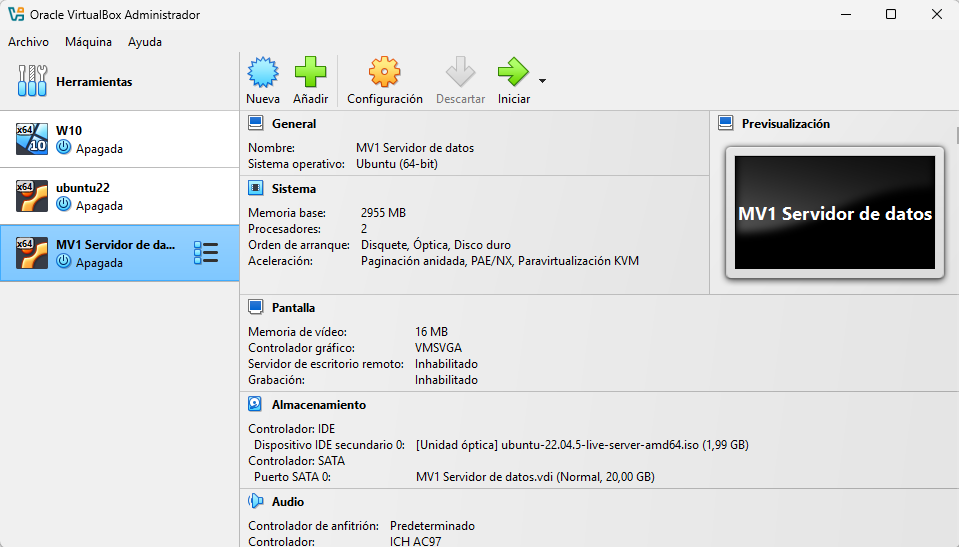 Oracle VirtualBox Administrador
Archivo Máquina Ayuda
Herramientas
Nueva Añadir Configuración Descartar Iniciar
x64 10 W10
Apagada
x64 ubuntu22
Apagada
x64 MV1 Servidor de da...
Apagada
General
Nombre: MV1 Servidor de datos
Sistema operativo: Ubuntu (64-bit)
Previsualización
MV1 Servidor de datos
Sistema
Memoria base: 2955 MB
Procesadores: 2
Orden de arranque: Disquete, Óptica, Disco duro
Aceleración: Paginación anidada, PAE/NX, Paravirtualización KVM
Pantalla
Memoria de vídeo: 16 MB
Controlador gráfico: VMSVGA
Servidor de escritorio remoto: Inhabilitado
Grabación: Inhabilitado
Almacenamiento
Controlador: IDE
Dispositivo IDE secundario 0: [Unidad óptica] ubuntu-22.04.5-live-server-amd64.iso (1,99 GB)
Controlador: SATA
Puerto SATA 0: MV1 Servidor de datos.vdi (Normal, 20,00 GB)
Audio
Controlador de anfitrión: Predeterminado
Controlador: ICH AC97